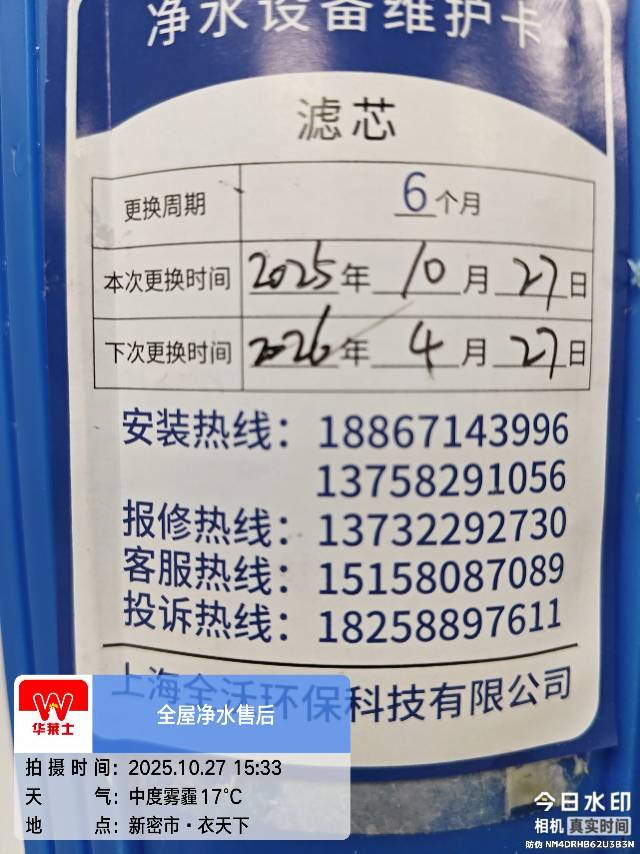 净水设备维护卡
滤芯
更换周期 6个月
本次更换时间 2025年10月27日
下次更换时间 2026年4月27日
安装热线：18867143996
13758291056
报修热线：13732292730
客服热线：15158087089
投诉热线：18258897611
上海全沃环保科技有限公司
华莱士
全屋净水售后
拍摄时间：2025.10.27 15:33
天 气：中度雾霾17℃
地 点：新密市·衣天下
今日水印
相机 真实时间
防伪 NM4DRHB62U3B3N